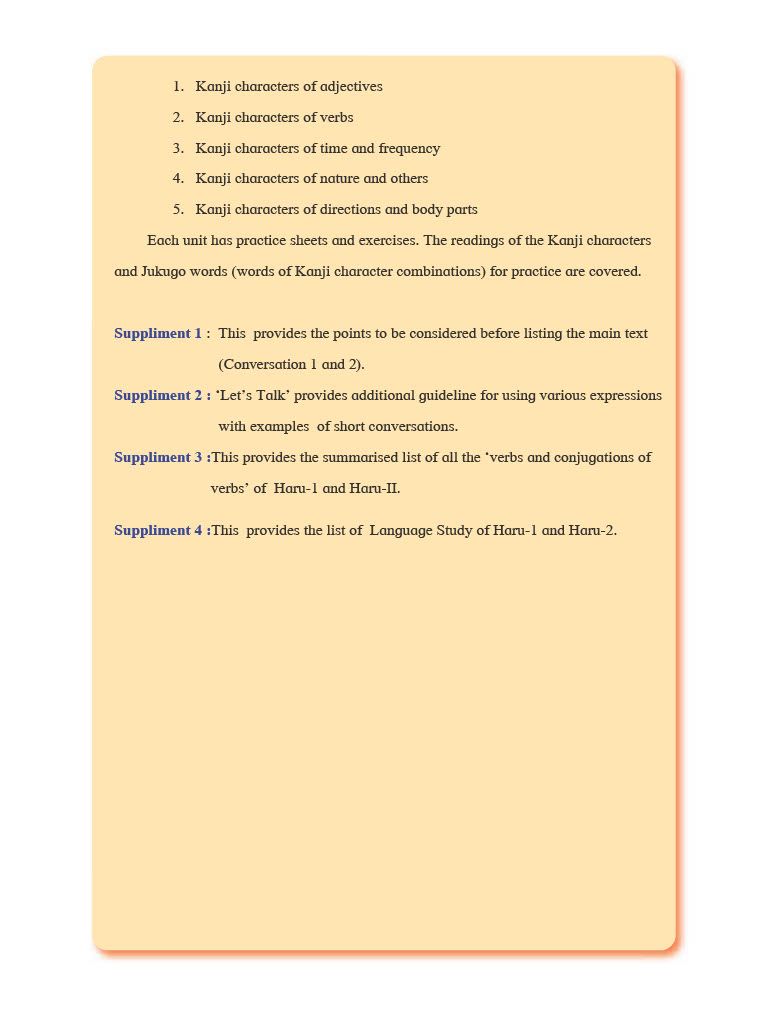 1. Kanji characters of adjectives
2. Kanji characters of verbs
3. Kanji characters of time and frequency
4. Kanji characters of nature and others
5. Kanji characters of directions and body parts
Each unit has practice sheets and exercises. The readings of the Kanji characters
and Jukugo words (words of Kanji character combinations) for practice are covered.
Suppliment 1 : This provides the points to be considered before listing the main text
(Conversation 1 and 2).
Suppliment 2 : ‘Let’s Talk’ provides additional guideline for using various expressions
with examples of short conversations.
Suppliment 3 :This provides the summarised list of all the ‘verbs and conjugations of
verbs’ of Haru-1 and Haru-II.
Suppliment 4 :This provides the list of Language Study of Haru-1 and Haru-2.